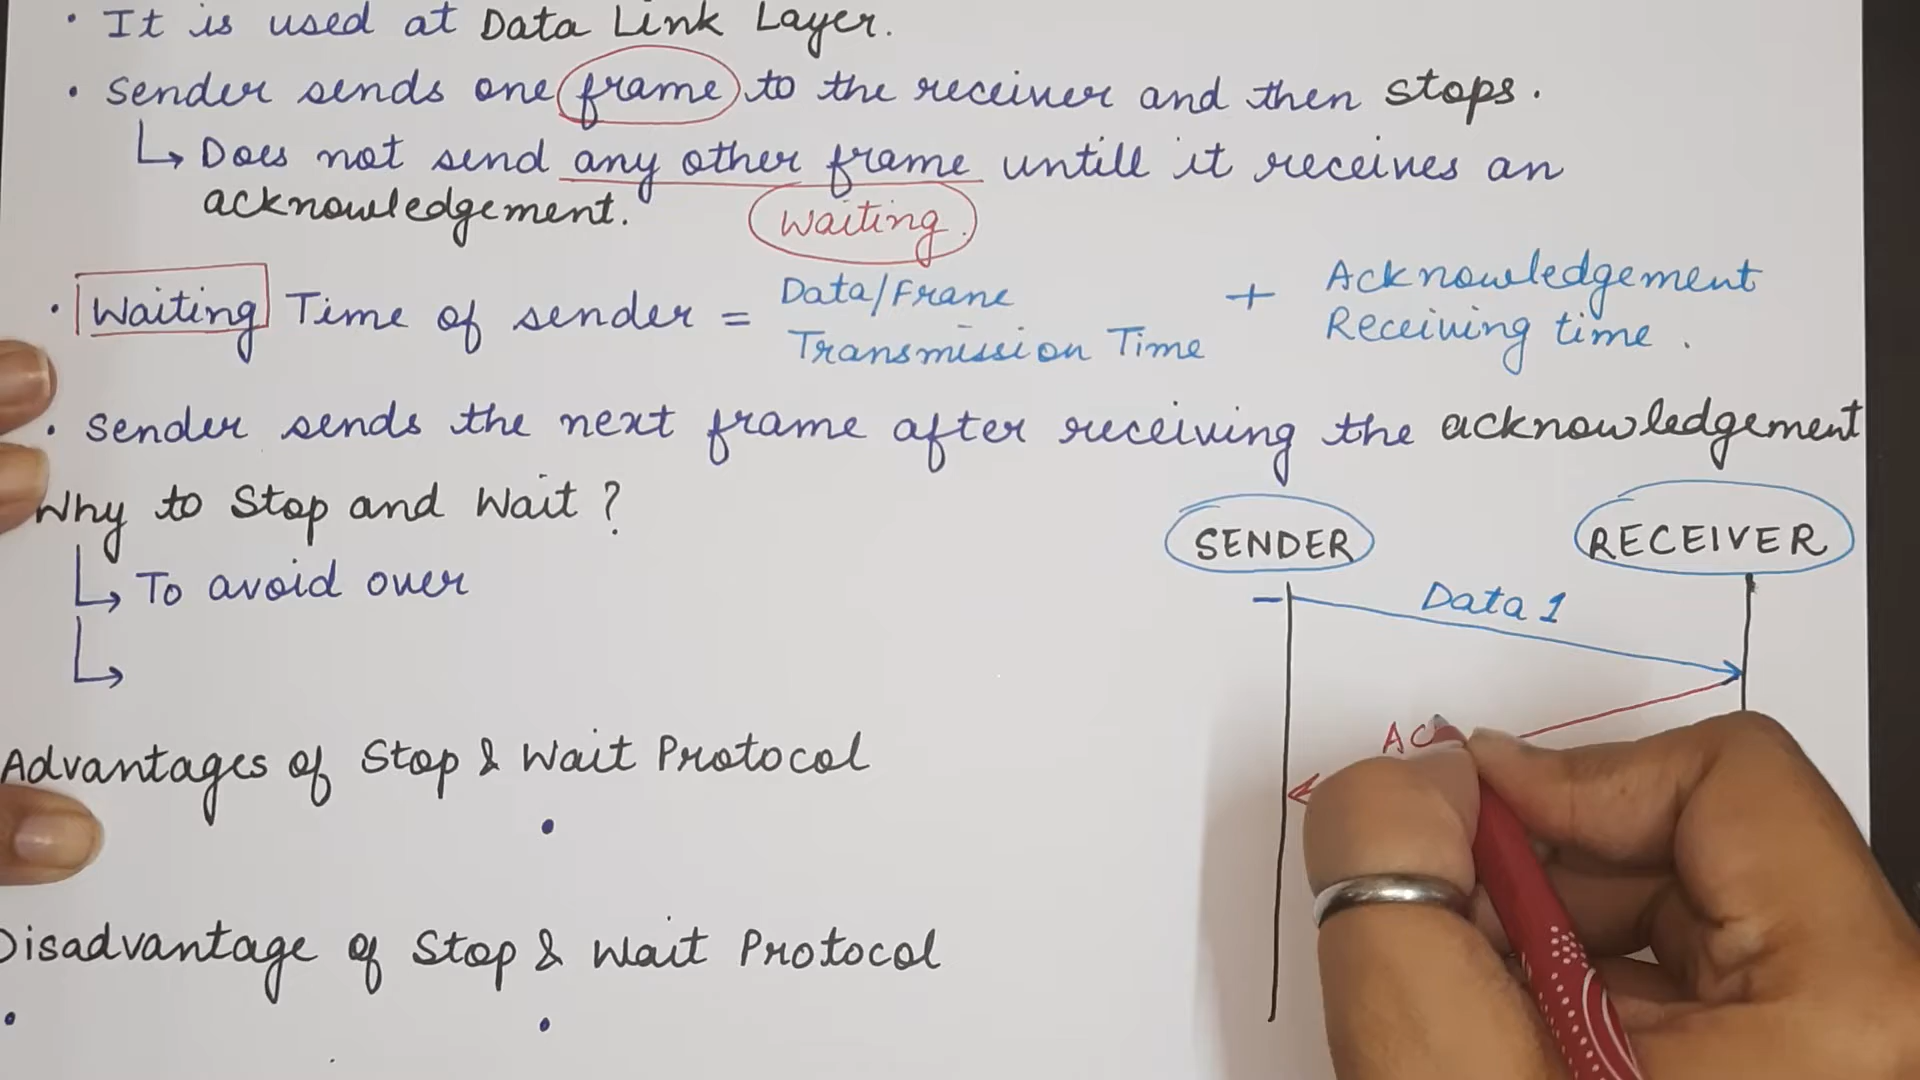 · It is used at Data Link Layer.
· Sender sends one frame to the receiver and then stops.
↳ Does not send any other frame untill it receives an
acknowledgement. Waiting.
· Waiting Time of sender = Data/Frane Transmission Time + Acknowledgement Receiving time.
· Sender sends the next frame after receiving the acknowledgement
Why to Stop and Wait ?
↳ To avoid over
↳
SENDER RECEIVER
Data 1
AC
Advantages of Stop & Wait Protocol
·
Disadvantage of Stop & Wait Protocol
· ·